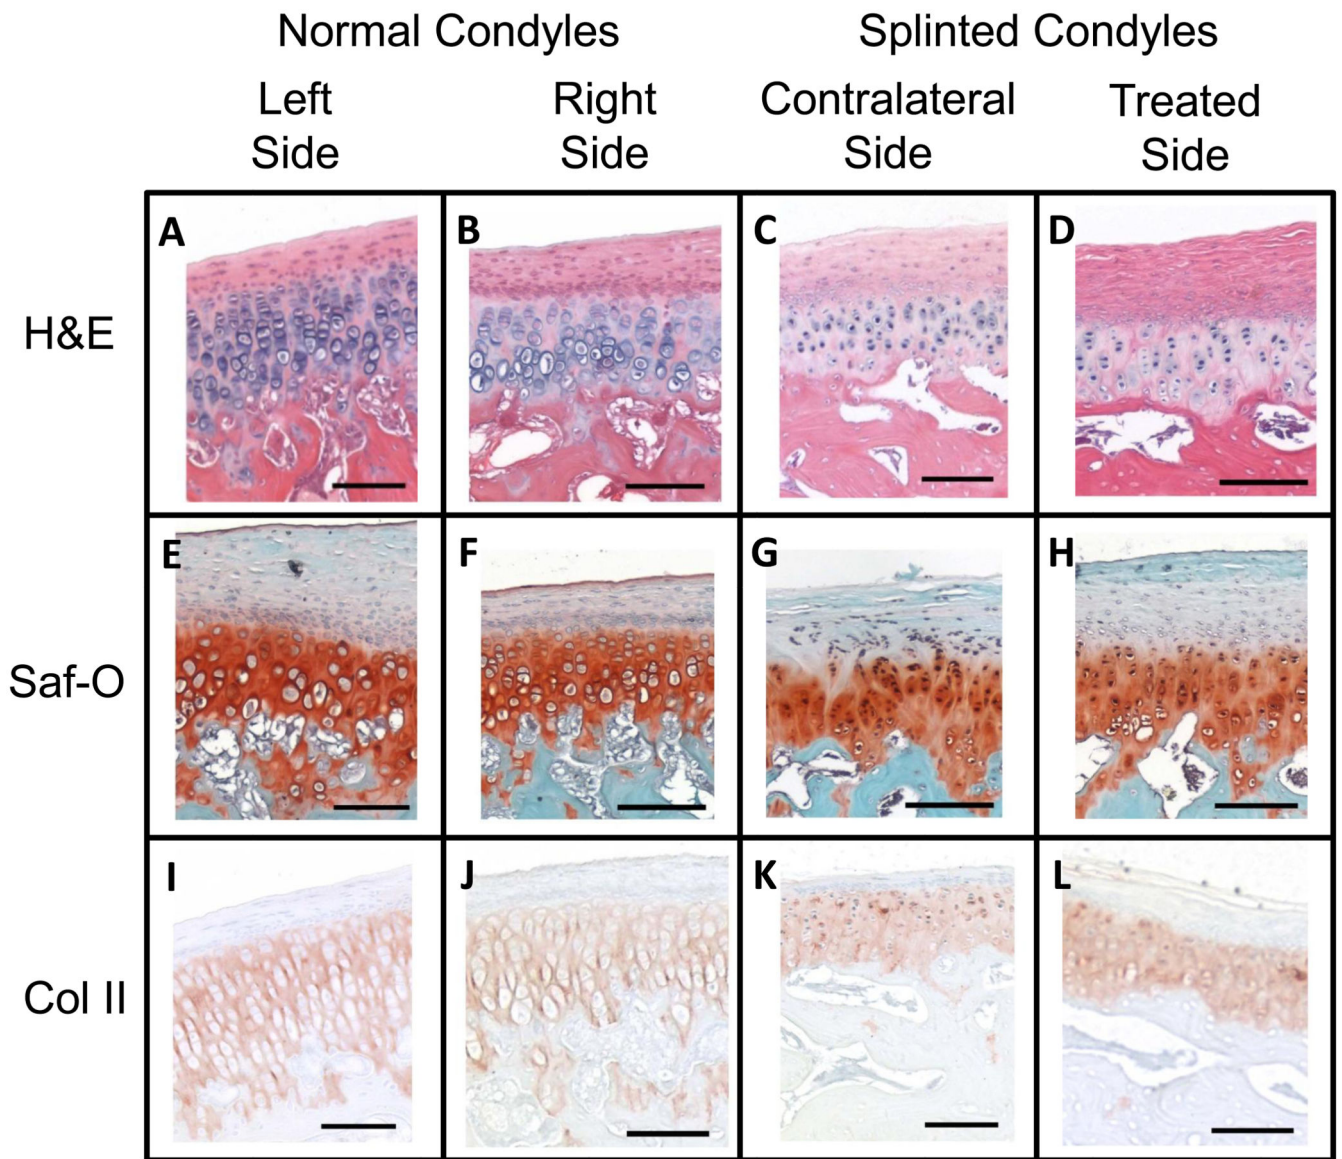 Normal Condyles
Splinted Condyles
Left
Side
Right
Side
Contralateral
Side
Treated
Side
H&E
A
B
C
D
Saf-O
E
F
G
H
Col II
I
J
K
L